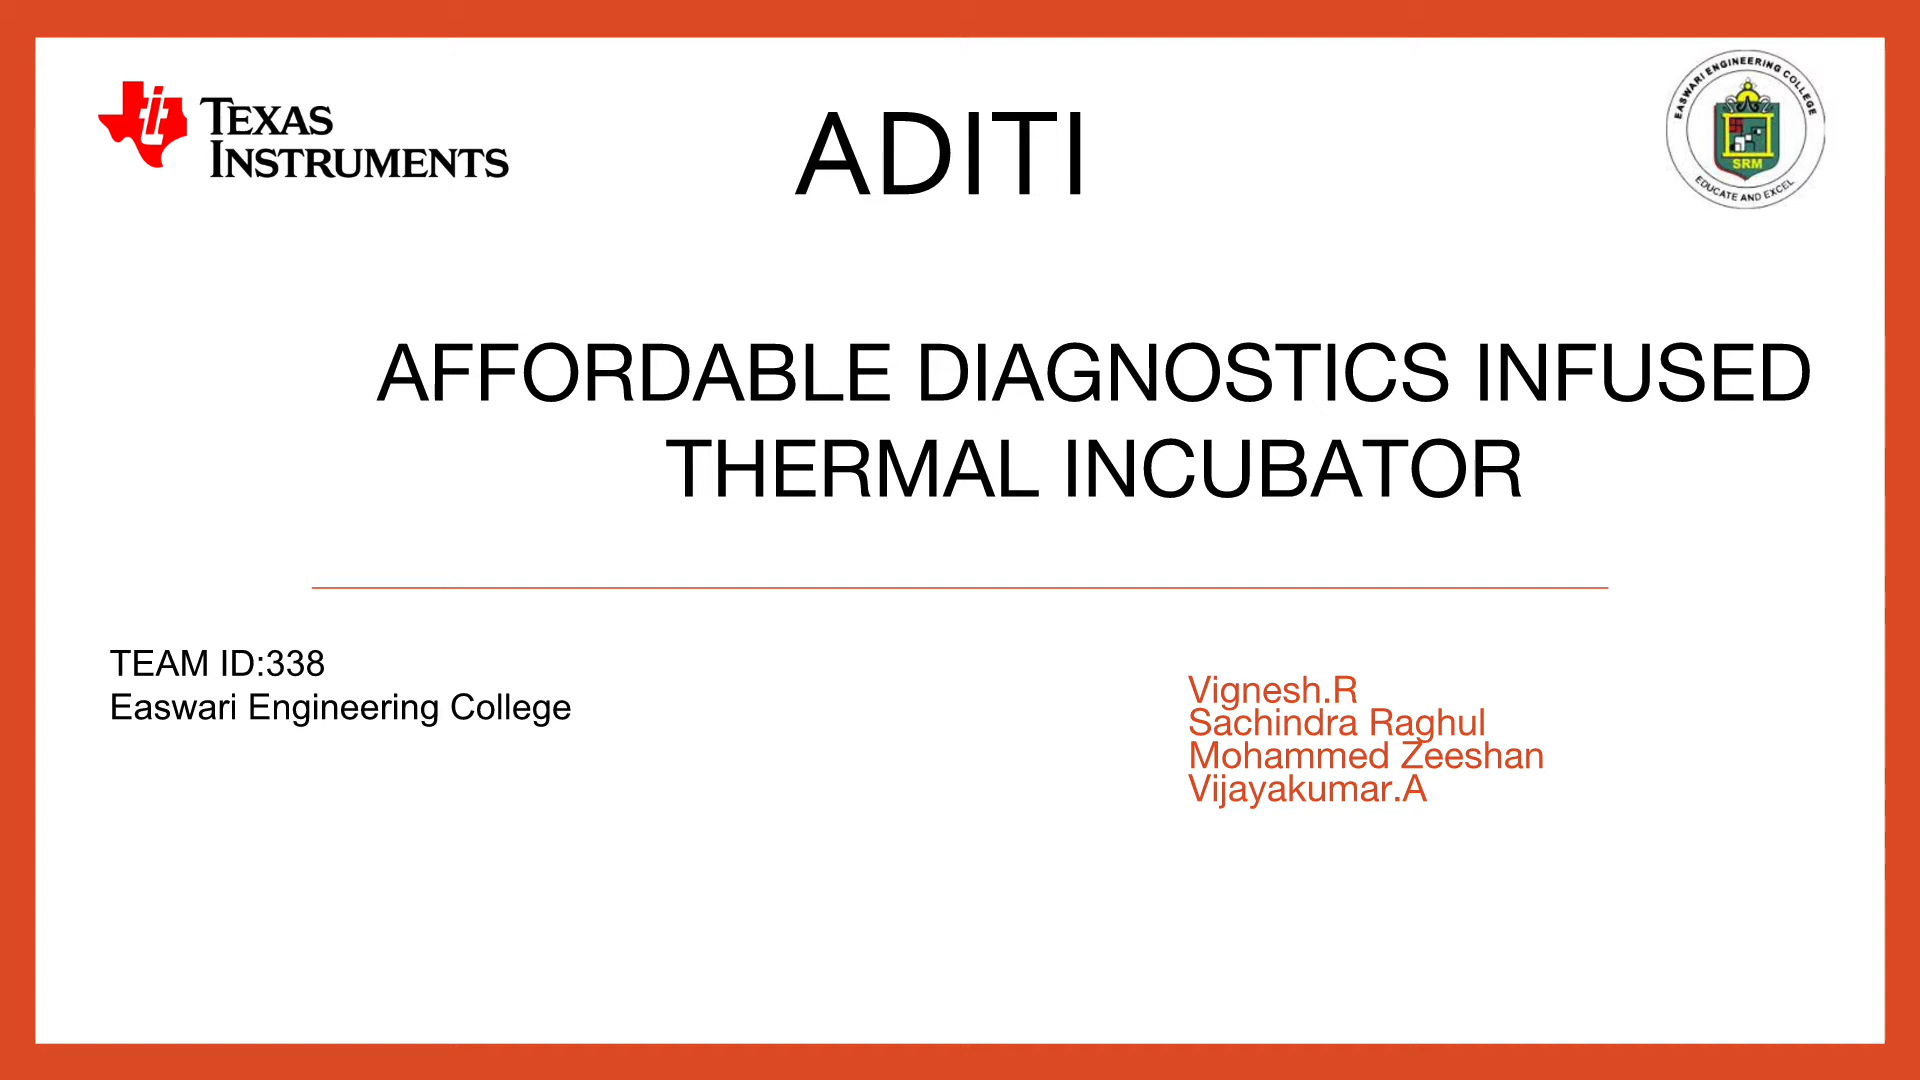 TEXAS
INSTRUMENTS
ADITI
EASWARI ENGINEERING COLLEGE
SRM
EDUCATE AND EXCEL
AFFORDABLE DIAGNOSTICS INFUSED
THERMAL INCUBATOR
TEAM ID:338
Easwari Engineering College
Vignesh.R
Sachindra Raghul
Mohammed Zeeshan
Vijayakumar.A